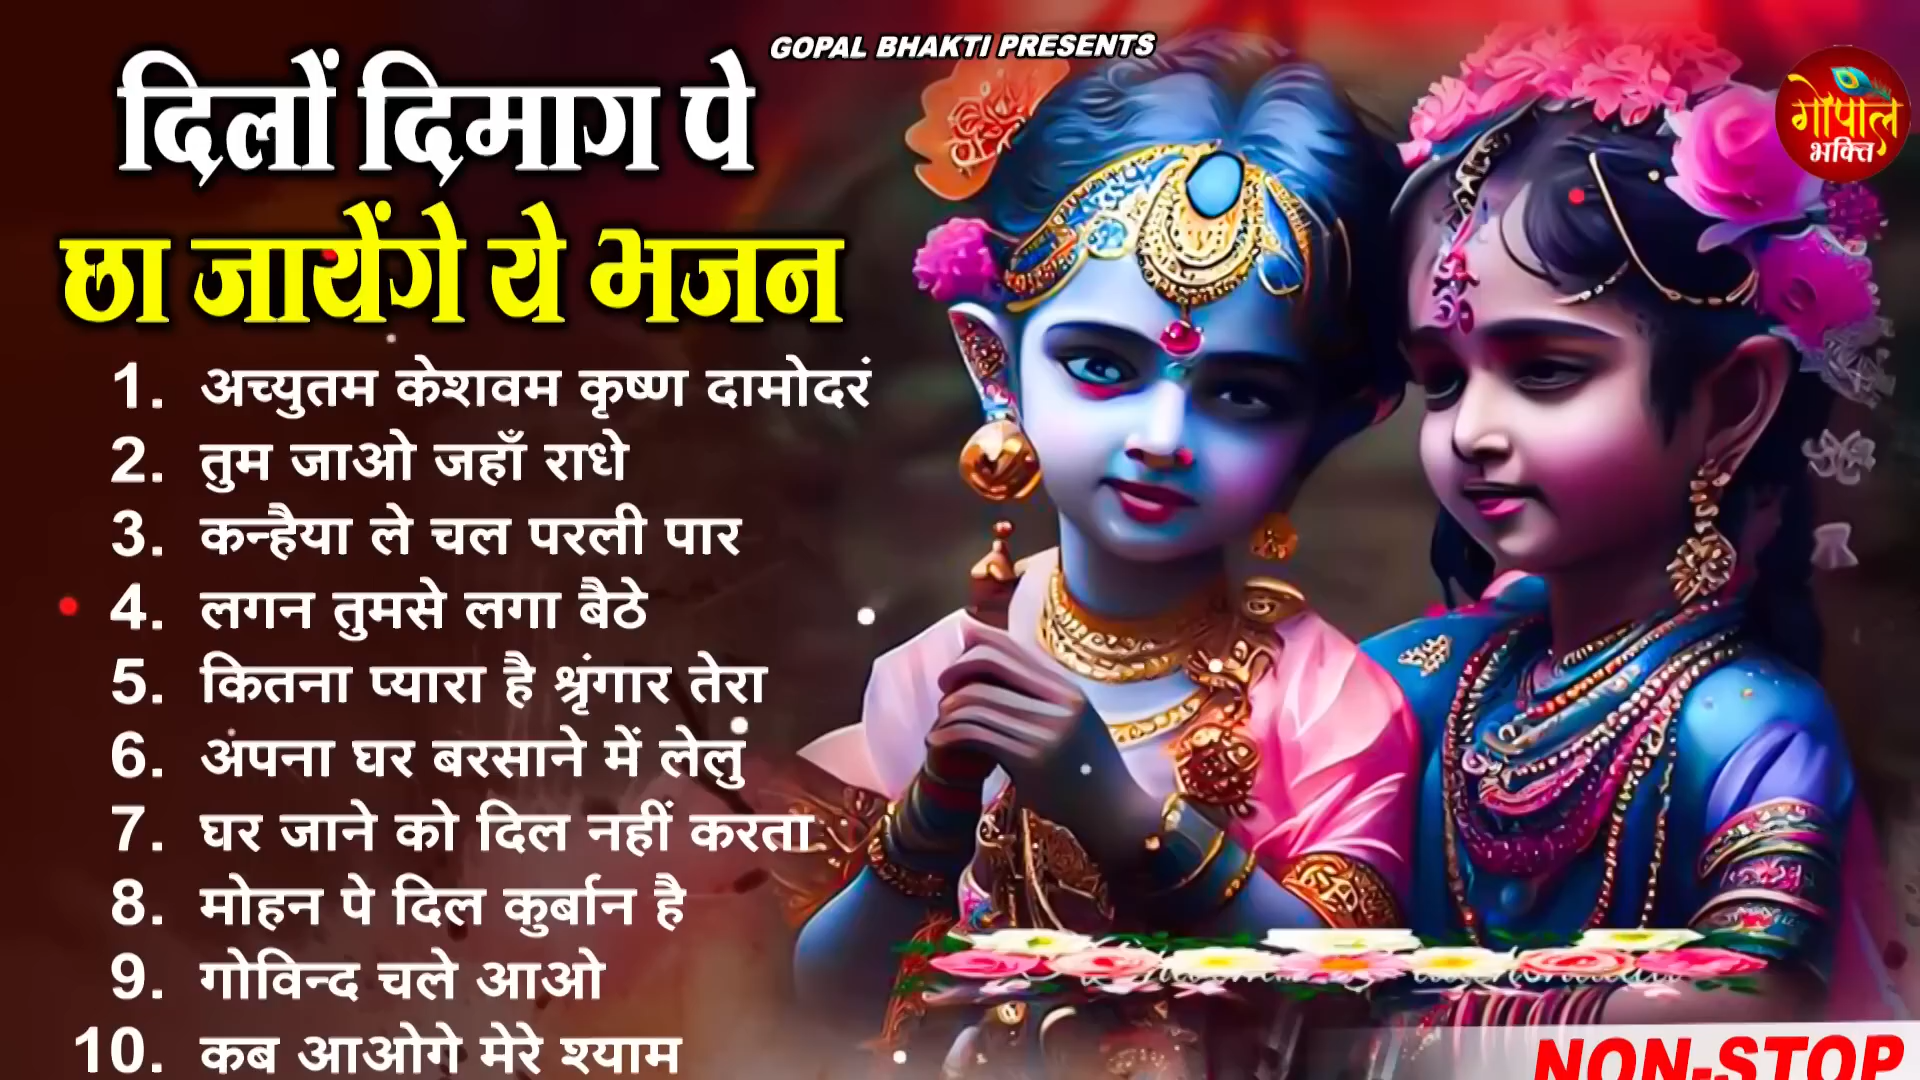 GOPAL BHAKTI PRESENTS
गोपाल
भक्ति
दिलों दिमाग पे
छा जायेंगे ये भजन
1. अच्युतम केशवम कृष्ण दामोदरं
2. तुम जाओ जहाँ राधे
3. कन्हैया ले चल परली पार
4. लगन तुमसे लगा बैठे
5. कितना प्यारा है श्रृंगार तेरा
6. अपना घर बरसाने में लेलु
7. घर जाने को दिल नहीं करता
8. मोहन पे दिल कुर्बान है
9. गोविन्द चले आओ
10. कब आओगे मेरे श्याम
NON-STOP